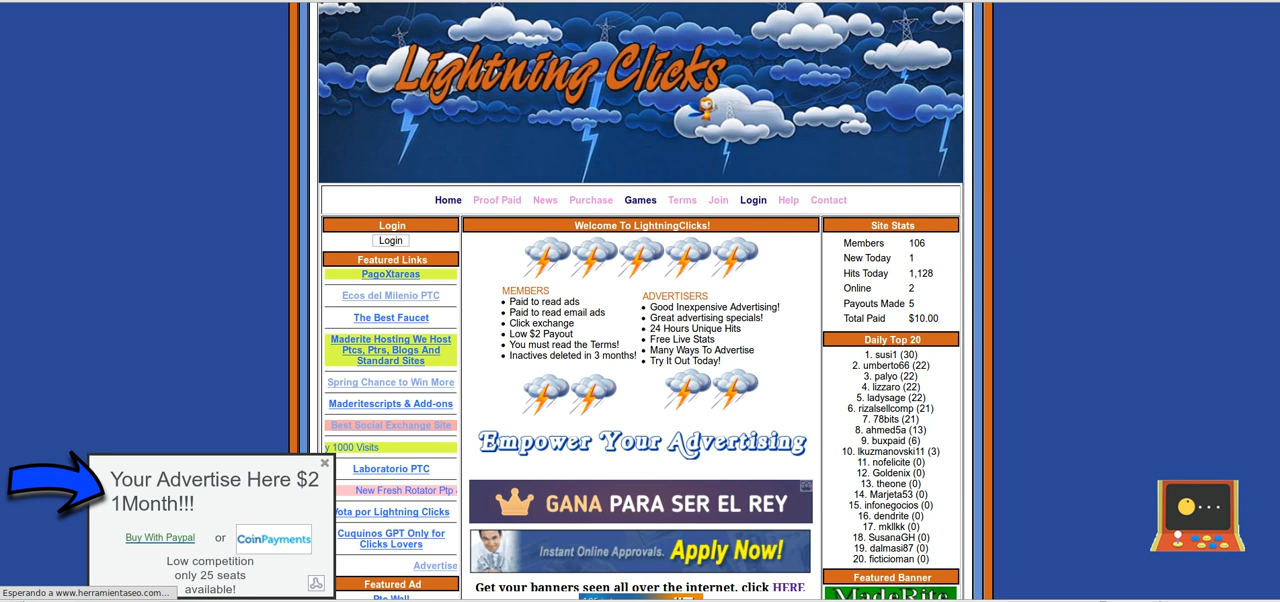 Lightning Clicks
Home Proof Paid News Purchase Games Terms Join Login Help Contact
Login
Login
Featured Links
PagoXtareas
Ecos del Milenio PTC
The Best Faucet
Maderite Hosting We Host
Ptcs, Ptrs, Blogs And
Standard Sites
Spring Chance to Win More
Maderitescripts & Add-ons
Best Social Exchange Site
y 1000 Visits
Laboratorio PTC
New Fresh Rotator Ptp
Vota por Lightning Clicks
Cuquinos GPT Only for
Clicks Lovers
Advertise
Featured Ad
Ptc Wall
Welcome To LightningClicks!
MEMBERS
Paid to read ads
Paid to read email ads
Click exchange
Low $2 Payout
You must read the Terms!
Inactives deleted in 3 months!
ADVERTISERS
Good Inexpensive Advertising!
Great advertising specials!
24 Hours Unique Hits
Free Live Stats
Many Ways To Advertise
Try It Out Today!
Empower Your Advertising
GANA PARA SER EL REY
Instant Online Approvals. Apply Now!
Get your banners seen all over the internet, click HERE
Site Stats
Members 106
New Today 1
Hits Today 1,128
Online 2
Payouts Made 5
Total Paid $10.00
Daily Top 20
1. susi1 (30)
2. umberto66 (22)
3. palyo (22)
4. lizzaro (22)
5. ladysage (22)
6. rizalsellcomp (21)
7. 78bits (21)
8. ahmed5a (13)
9. buxpaid (6)
10. lkuzmanovski11 (3)
11. nofelicite (0)
12. Goldenix (0)
13. theone (0)
14. Marjeta53 (0)
15. infonegocios (0)
16. dendrite (0)
17. mkllkk (0)
18. SusanaGH (0)
19. dalmasi87 (0)
20. ficticioman (0)
Featured Banner
MadeRite
Your Advertise Here $2
1Month!!!
Buy With Paypal or CoinPayments
Low competition
only 25 seats
available!
Esperando a www.herramientaseo.com...